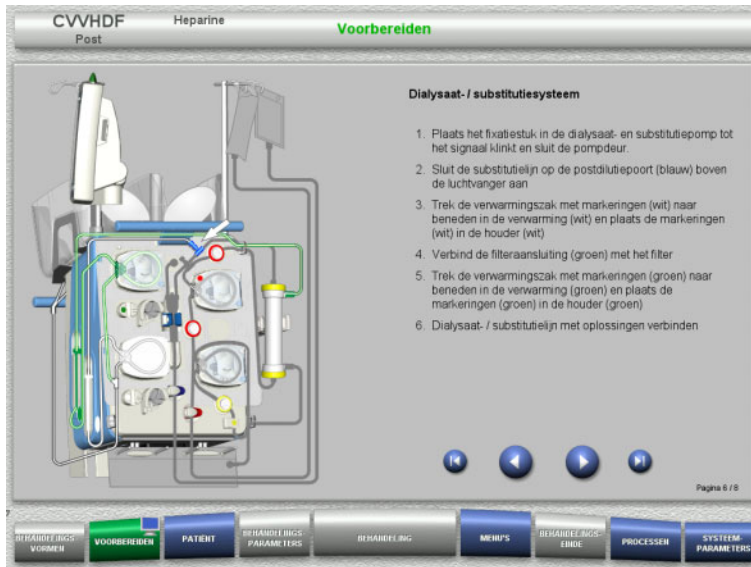 CVVHDF
Heparine
Voorbereiden
Post
Dialysaat- / substitutiesysteem
1. Plaats het fixatiestuk in de dialysaat- en substitutiepomp tot
het signaal klinkt en sluit de pompdeur.
2. Sluit de substitutielijn op de postdilutiepoort (blauw) boven
de luchtvanger aan
3. Trek de verwarmingszak met markeringen (wit) naar
beneden in de verwarming (wit) en plaats de markeringen
(wit) in de houder (wit)
4. Verbind de filteraansluiting (groen) met het filter
5. Trek de verwarmingszak met markeringen (groen) naar
beneden in de verwarming (groen) en plaats de
markeringen (groen) in de houder (groen)
6. Dialysaat- / substitutielijn met oplossingen verbinden
Pagina 6 / 8
BEHANDELINGS-
VORMEN
VOORBEREIDEN
PATIËNT
BEHANDELINGS-
PARAMETERS
BEHANDELING
MENU'S
BEHANDELINGS-
EINDE
PROCESSEN
SYSTEEM-
PARAMETERS